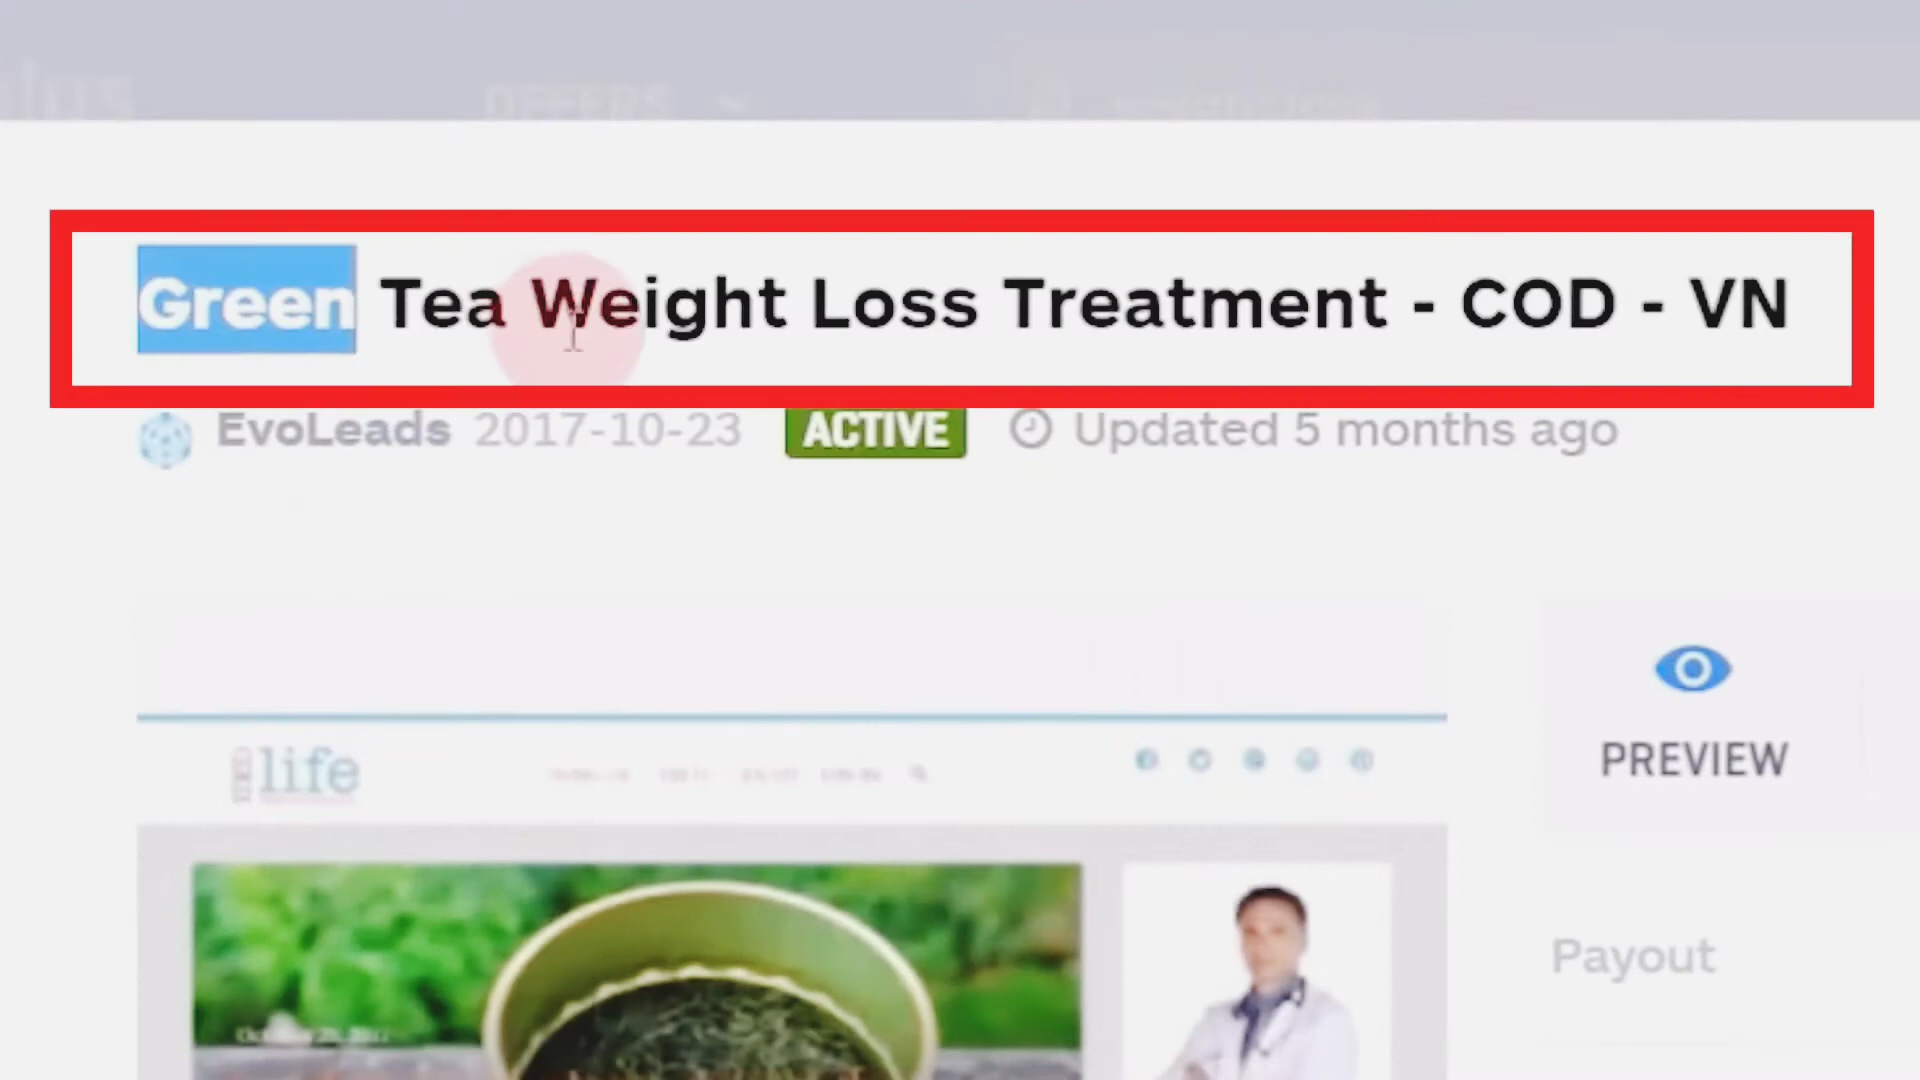 OFFERS
Green Tea Weight Loss Treatment - COD - VN
EvoLeads 2017-10-23 ACTIVE Updated 5 months ago
life
PREVIEW
Payout